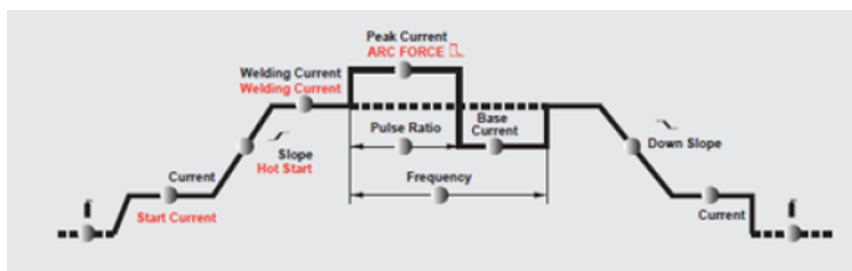 Peak Current
ARC FORCE
Welding Current
Welding Current
Pulse Ratio
Base
Current
Slope
Hot Start
Down Slope
Current
Frequency
Start Current
Current